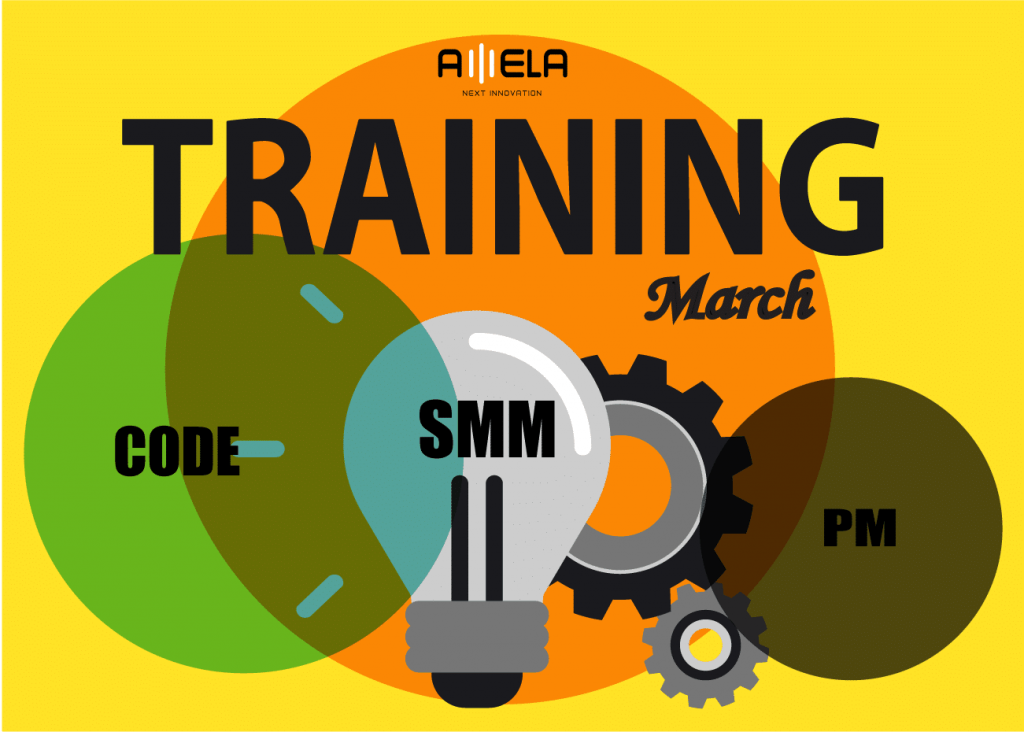 AMELA
NEXT INNOVATION
TRAINING
March
CODE
SMM
PM